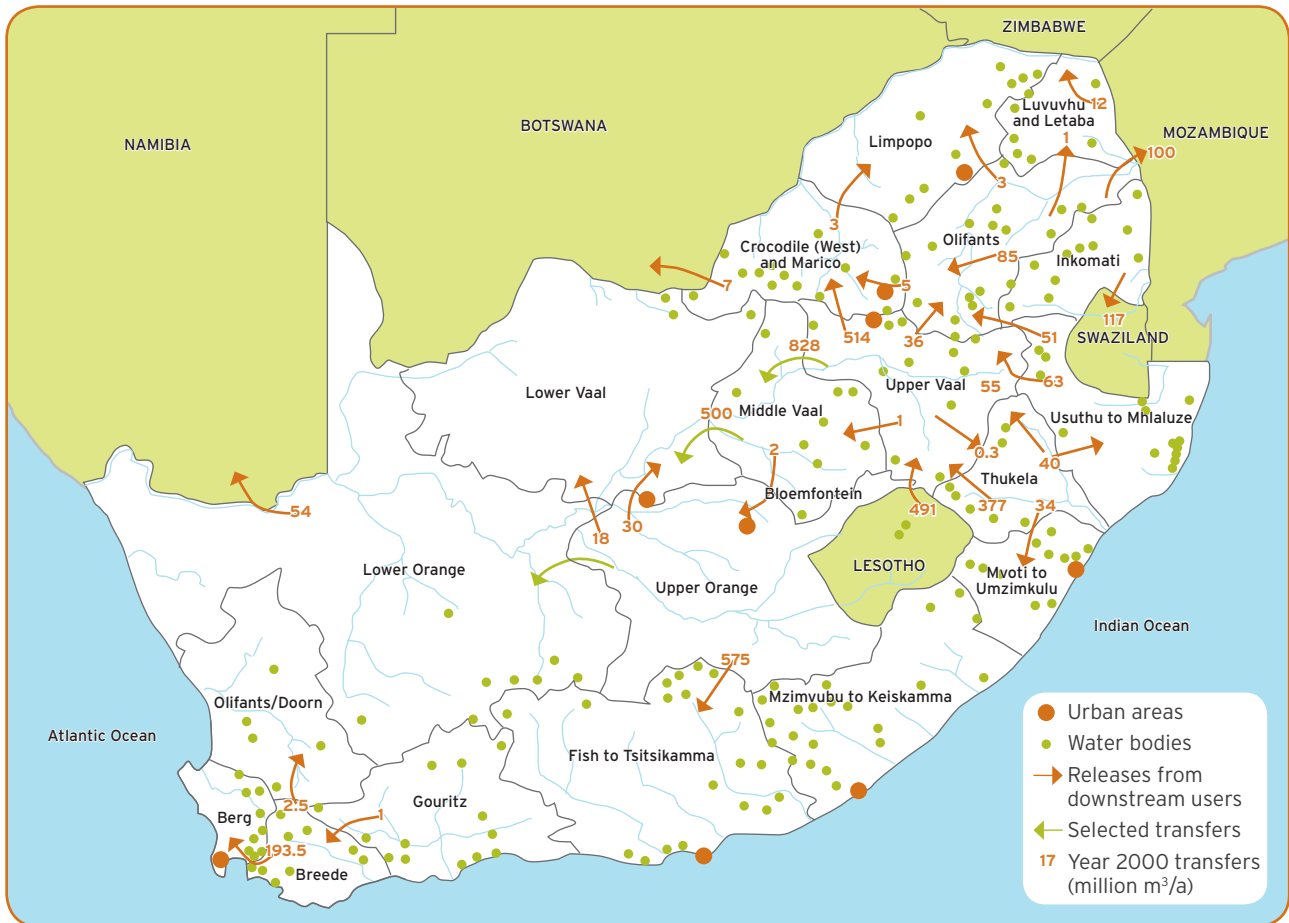 ZIMBABWE
BOTSWANA
NAMIBIA
MOZAMBIQUE
Luvuvhu
and Letaba
12
Limpopo
1
100
3
3
Crocodile (West)
and Marico
Olifants
85
Inkomati
7
5
117
514
36
51
SWAZILAND
828
63
Lower Vaal
Upper Vaal
55
500
Middle Vaal
Usuthu to Mhlaluze
1
2
0.3
40
Thukela
Bloemfontein
54
30
18
491
377
34
Lower Orange
Upper Orange
LESOTHO
Mvoti to
Umzimkulu
Indian Ocean
575
Olifants/Doorn
Mzimvubu to Keiskamma
Atlantic Ocean
Fish to Tsitsikamma
2.5
Gouritz
1
Berg
193.5
Breede
Urban areas
Water bodies
Releases from
downstream users
Selected transfers
17 Year 2000 transfers
(million m³/a)